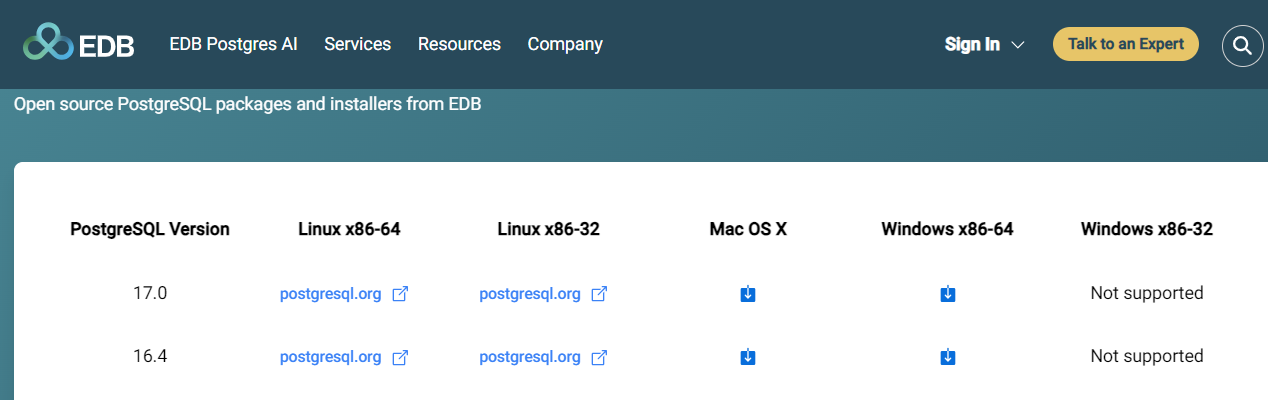 EDB EDB Postgres AI Services Resources Company Sign In Talk to an Expert
Open source PostgreSQL packages and installers from EDB
PostgreSQL Version Linux x86-64 Linux x86-32 Mac OS X Windows x86-64 Windows x86-32
17.0 postgresql.org postgresql.org Not supported
16.4 postgresql.org postgresql.org Not supported